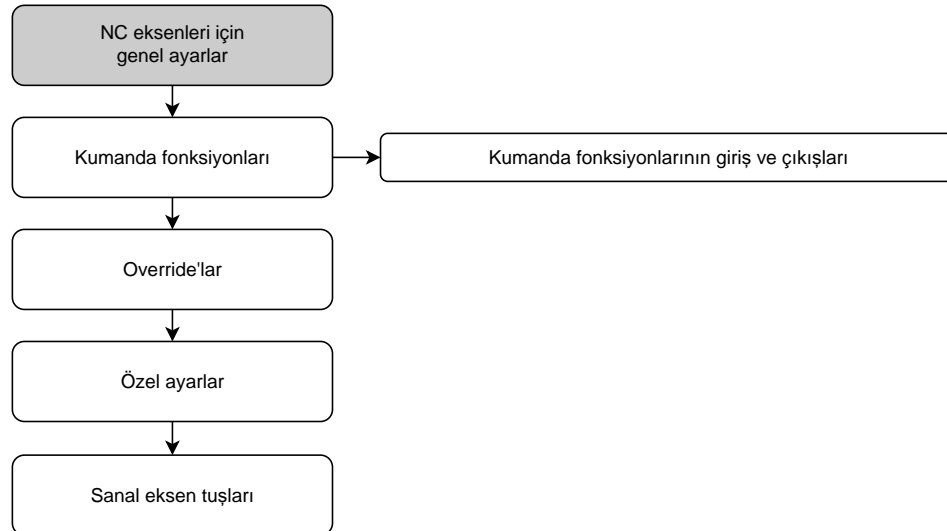 NC eksenleri için
genel ayarlar
Kumanda fonksiyonları
Kumanda fonksiyonlarının giriş ve çıkışları
Override'lar
Özel ayarlar
Sanal eksen tuşları